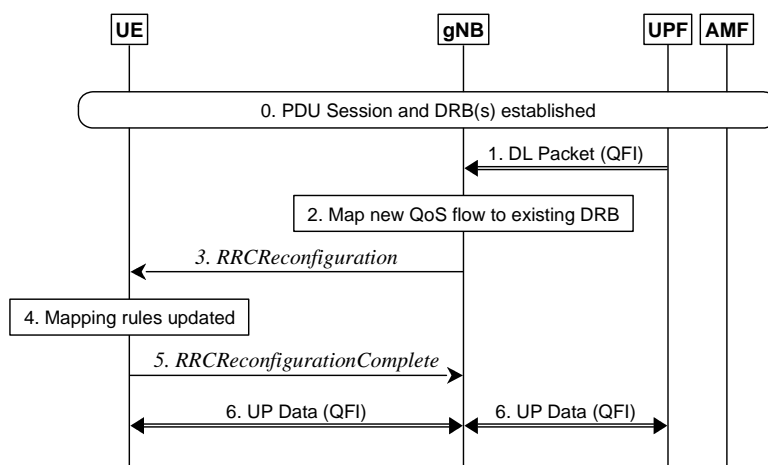 UE gNB UPF AMF
0. PDU Session and DRB(s) established
1. DL Packet (QFI)
2. Map new QoS flow to existing DRB
3. RRCReconfiguration
4. Mapping rules updated
5. RRCReconfigurationComplete
6. UP Data (QFI) 6. UP Data (QFI)